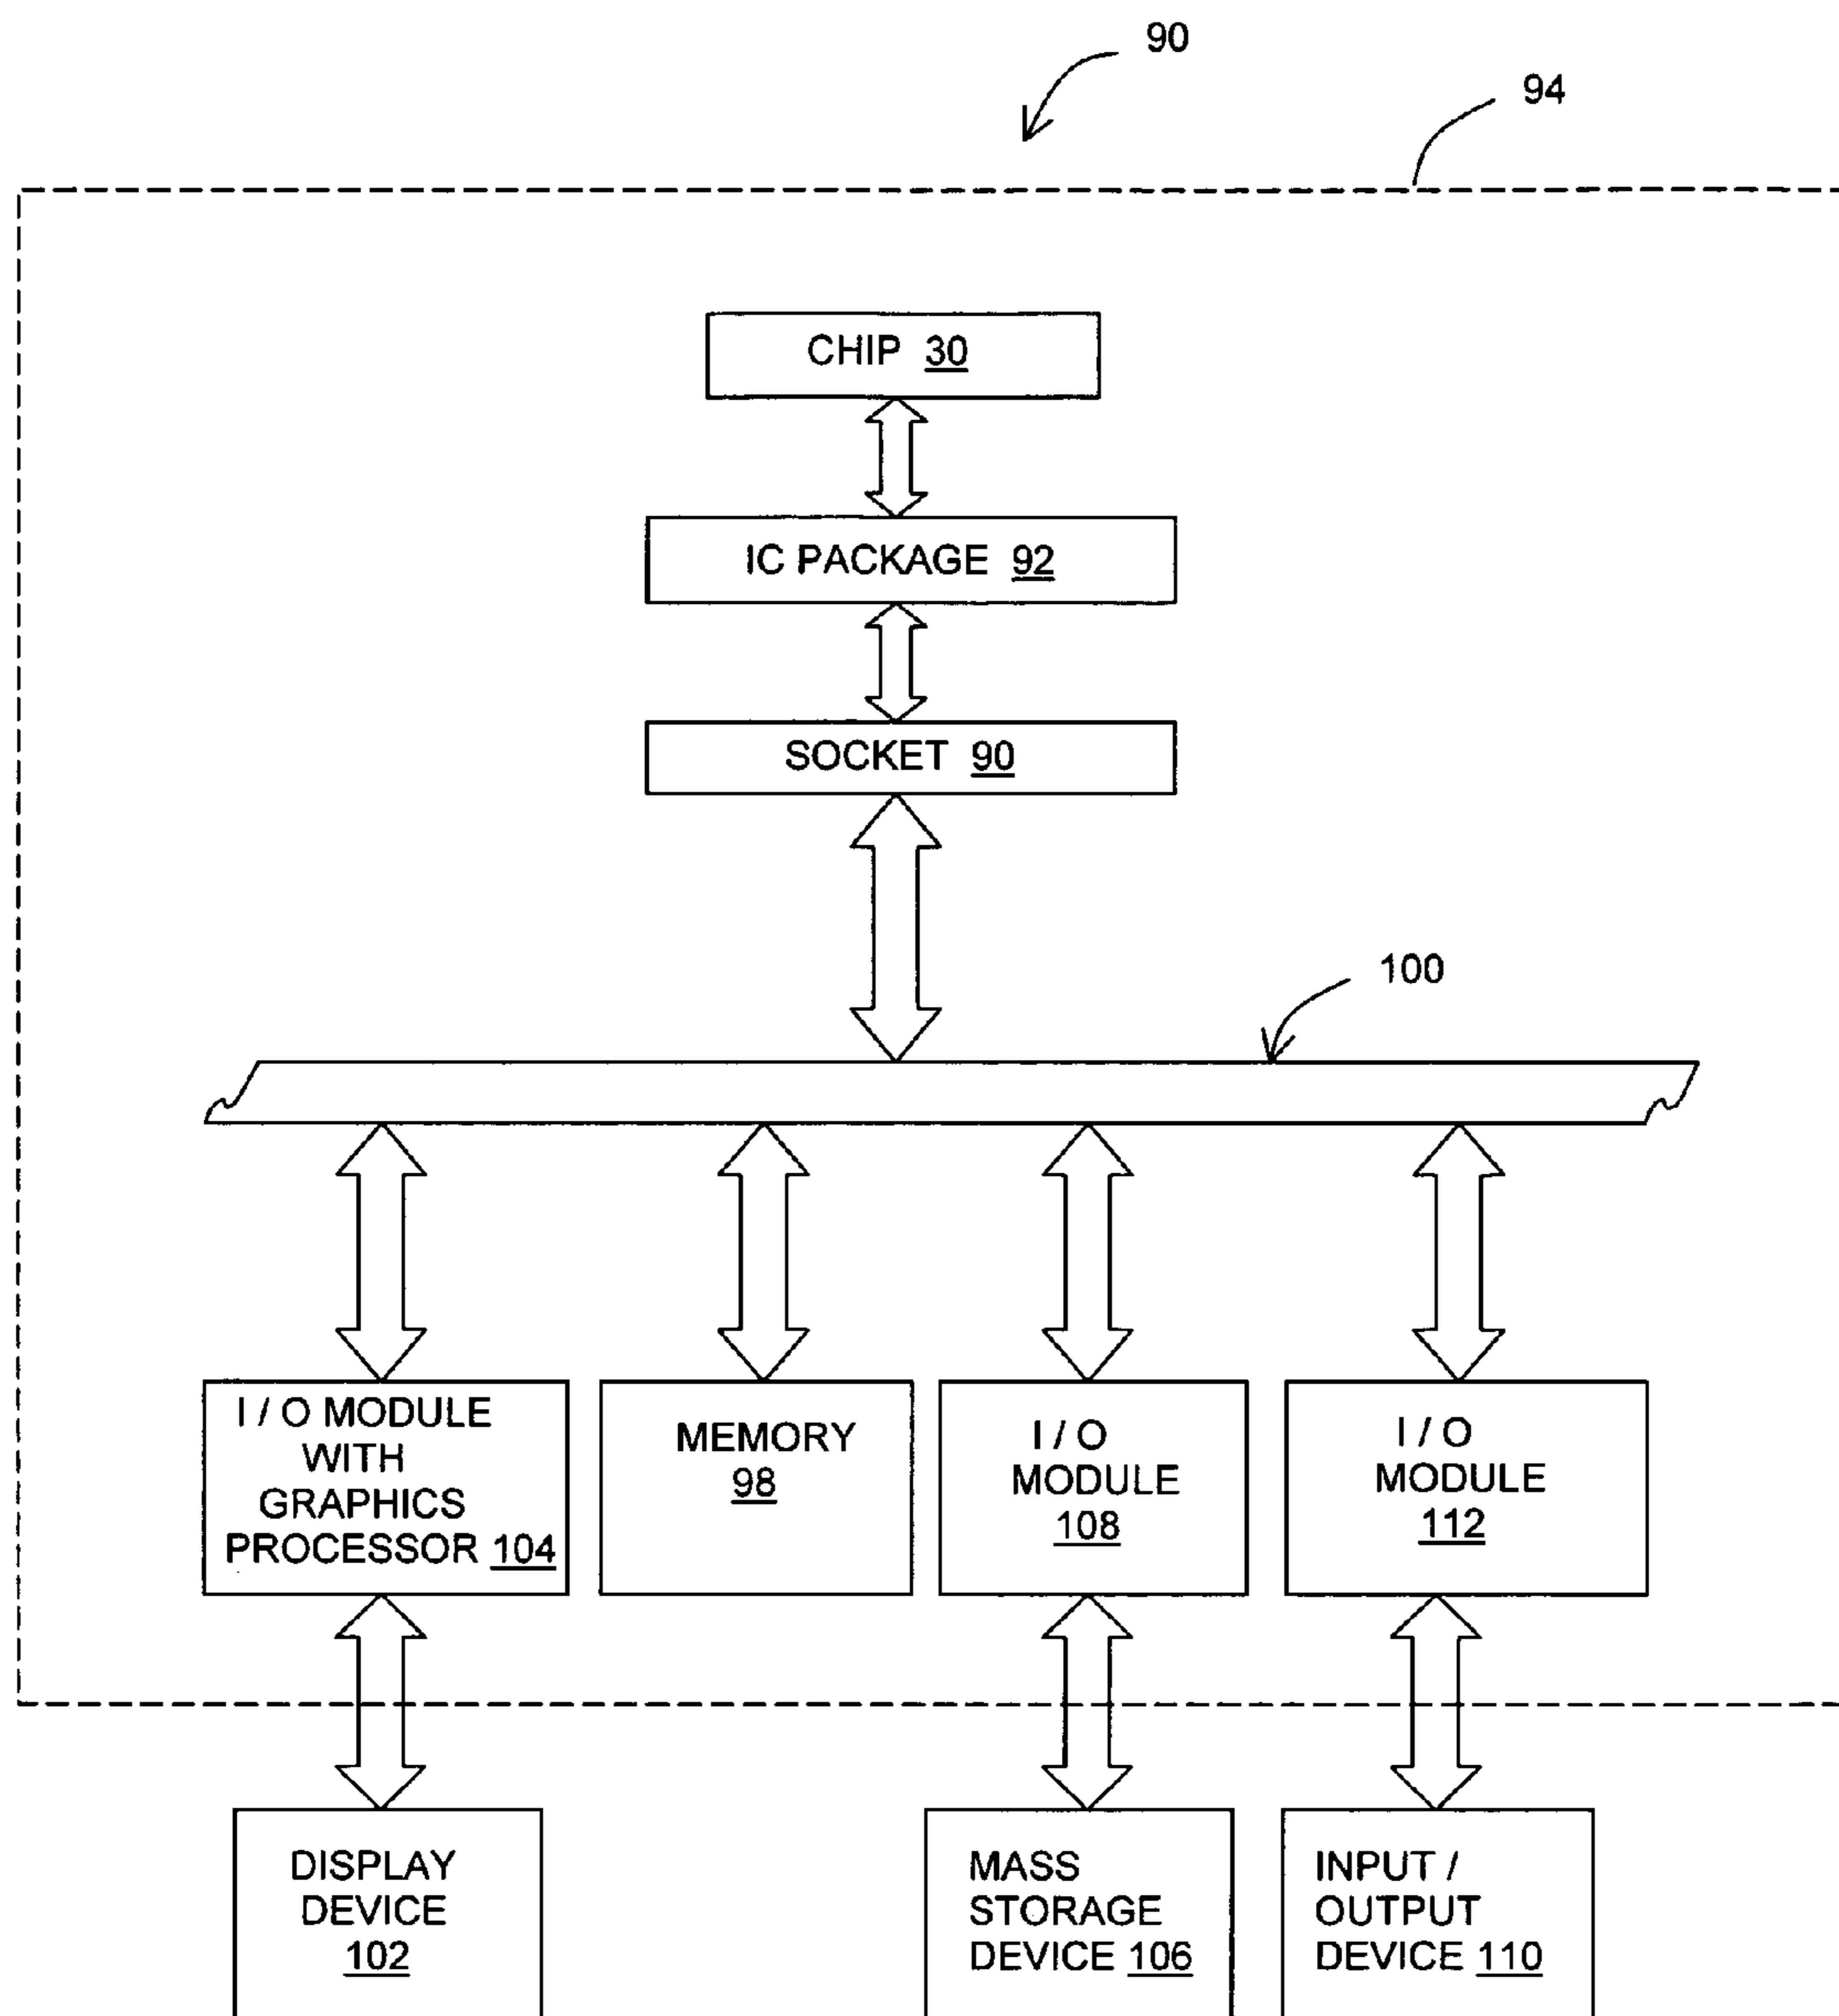 90
94
CHIP 30
IC PACKAGE 92
SOCKET 90
100
I / O MODULE
WITH
GRAPHICS
PROCESSOR 104
MEMORY
98
I / O
MODULE
108
I / O
MODULE
112
DISPLAY
DEVICE
102
MASS
STORAGE
DEVICE 106
INPUT /
OUTPUT
DEVICE 110